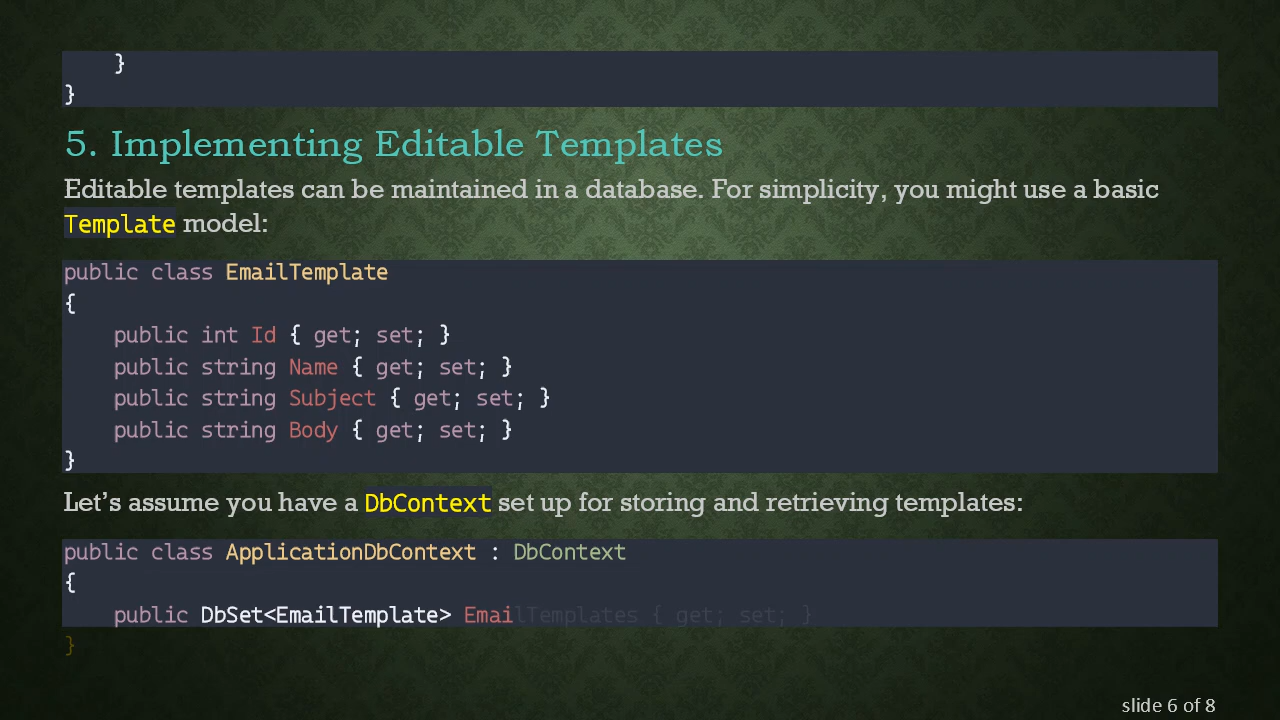 }
}
5. Implementing Editable Templates
Editable templates can be maintained in a database. For simplicity, you might use a basic
Template model:
public class EmailTemplate
{
    public int Id { get; set; }
    public string Name { get; set; }
    public string Subject { get; set; }
    public string Body { get; set; }
}
Let’s assume you have a DbContext set up for storing and retrieving templates:
public class ApplicationDbContext : DbContext
{
    public DbSet<EmailTemplate> EmailTemplates { get; set; }
}
slide 6 of 8